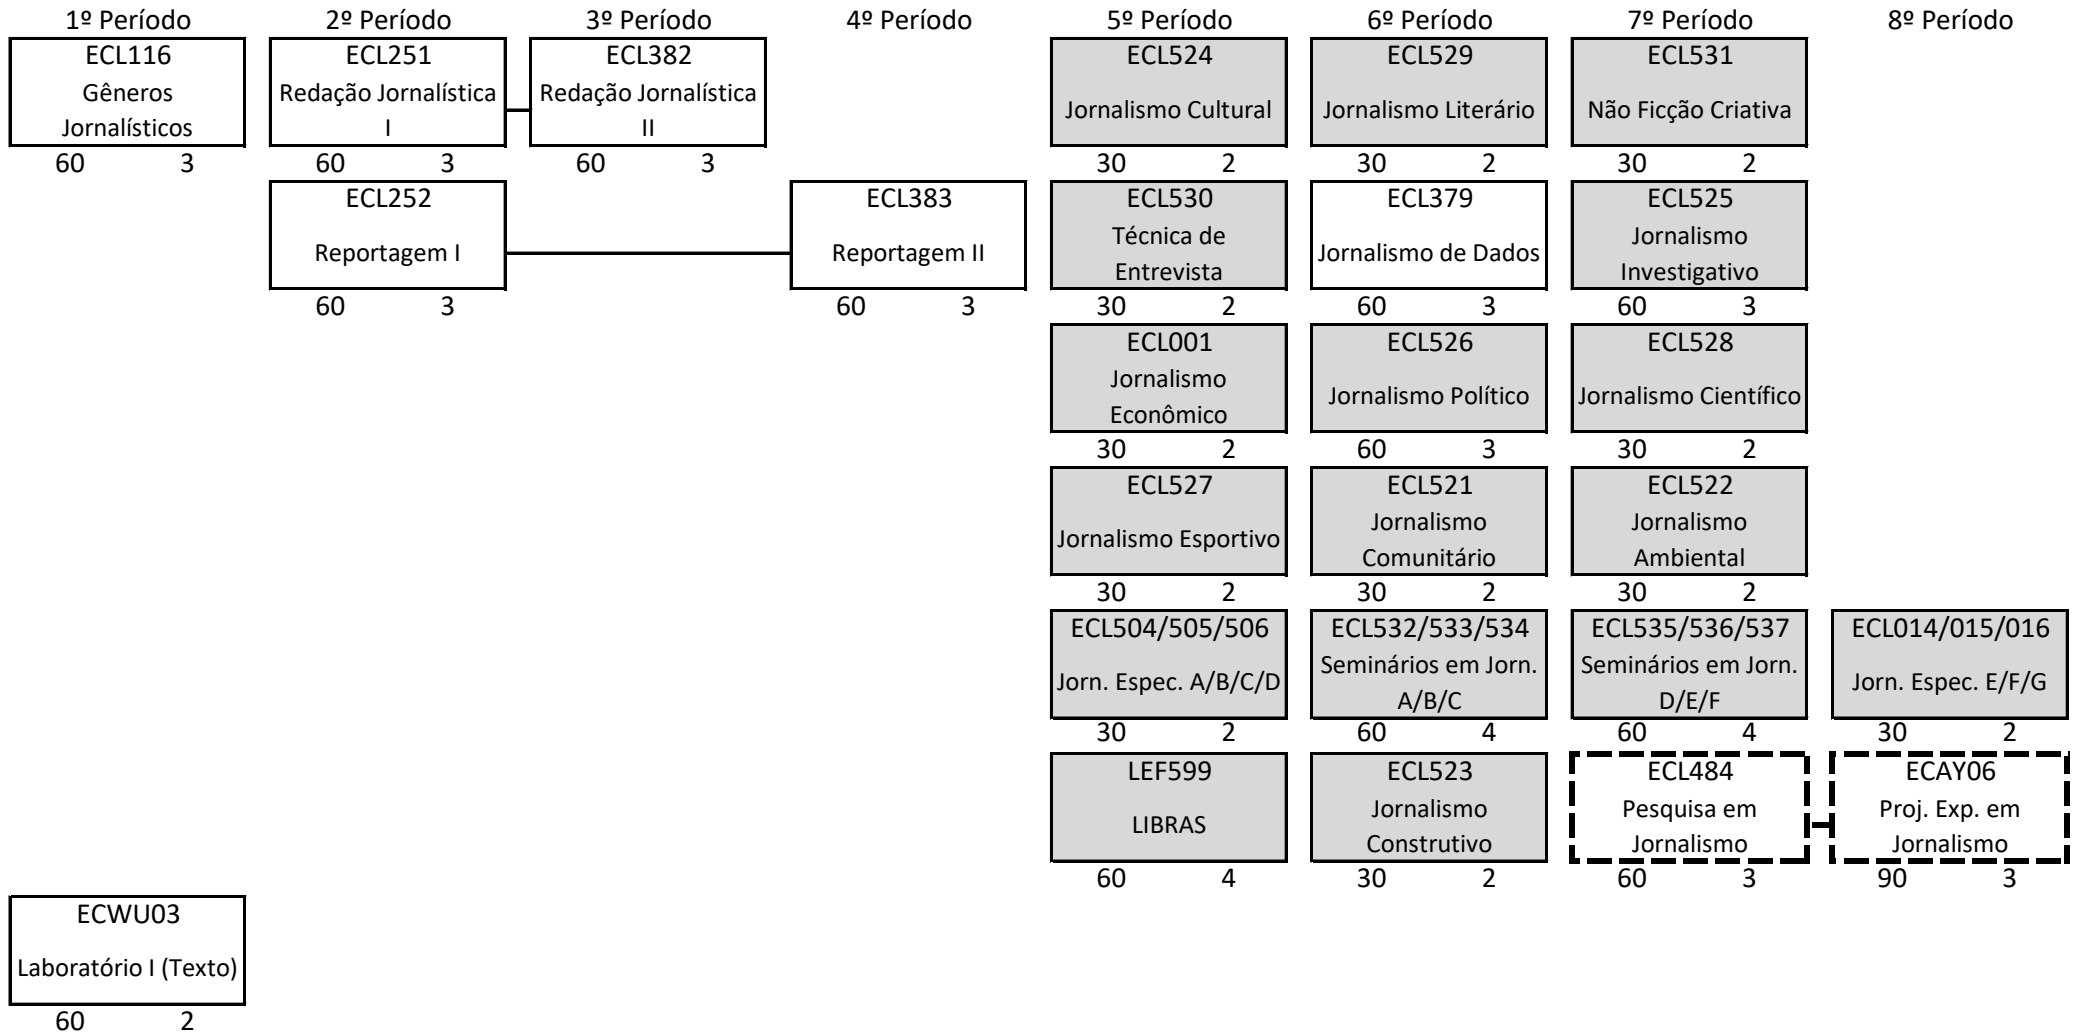 1º Período 2º Período 3º Período 4º Período 5º Período 6º Período 7º Período 8º Período
ECL116 ECL251 ECL382 ECL524 ECL529 ECL531
Gêneros Redação Jornalística Redação Jornalística Jornalismo Cultural Jornalismo Literário Não Ficção Criativa
Jornalísticos I II
60 3 60 3 60 3 30 2 30 2 30 2
ECL252 ECL383 ECL530 ECL379 ECL525
Reportagem I Reportagem II Técnica de Jornalismo de Dados Jornalismo
Entrevista Investigativo
60 3 60 3 30 2 60 3 60 3
ECL001 ECL526 ECL528
Jornalismo Jornalismo Político Jornalismo Científico
Econômico
30 2 60 3 30 2
ECL527 ECL521 ECL522
Jornalismo Esportivo Jornalismo Jornalismo
Comunitário Ambiental
30 2 30 2 30 2
ECL504/505/506 ECL532/533/534 ECL535/536/537 ECL014/015/016
Jorn. Espec. A/B/C/D Seminários em Jorn. Seminários em Jorn. Jorn. Espec. E/F/G
A/B/C D/E/F
30 2 60 4 60 4 30 2
LEF599 ECL523 ECL484 ECAY06
LIBRAS Jornalismo Pesquisa em Proj. Exp. em
Construtivo Jornalismo Jornalismo
60 4 30 2 60 3 90 3
ECWU03
Laboratório I (Texto)
60 2